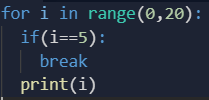 for i in range(0,20):
  if(i==5):
    break
  print(i)